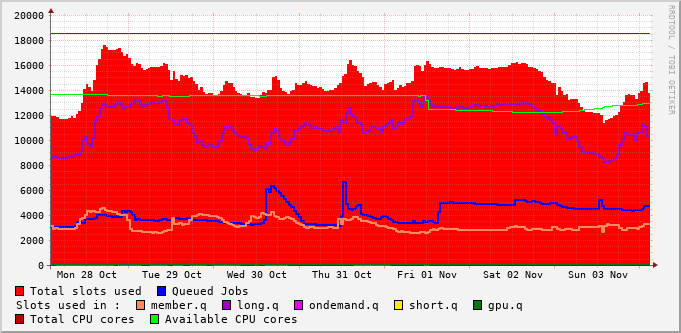 20000
18000
16000
14000
12000
10000
8000
6000
4000
2000
0
Mon 28 Oct Tue 29 Oct Wed 30 Oct Thu 31 Oct Fri 01 Nov Sat 02 Nov Sun 03 Nov
Total slots used Queued Jobs
Slots used in : member.q long.q ondemand.q short.q gpu.q
Total CPU cores Available CPU cores
RRDTOOL / TOBI OETIKER